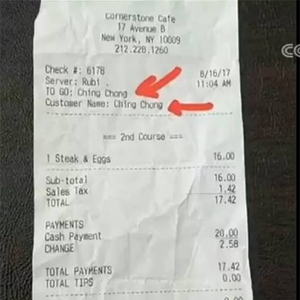 CC
Cornerstone Cafe
17 Avenue B
New York, NY 10009
212.228.1260
Check #: 6178 8/16/17
Server: Rubi . 11:04 AM
TO GO: Ching Chong
Customer Name: Ching Chong
=== 2nd Course ===
1 Steak & Eggs 16.00
Sub-total 16.00
Sales Tax 1.42
TOTAL 17.42
PAYMENTS
Cash Payment 20.00
CHANGE 2.58
TOTAL PAYMENTS 17.42
TOTAL TIPS 0.00